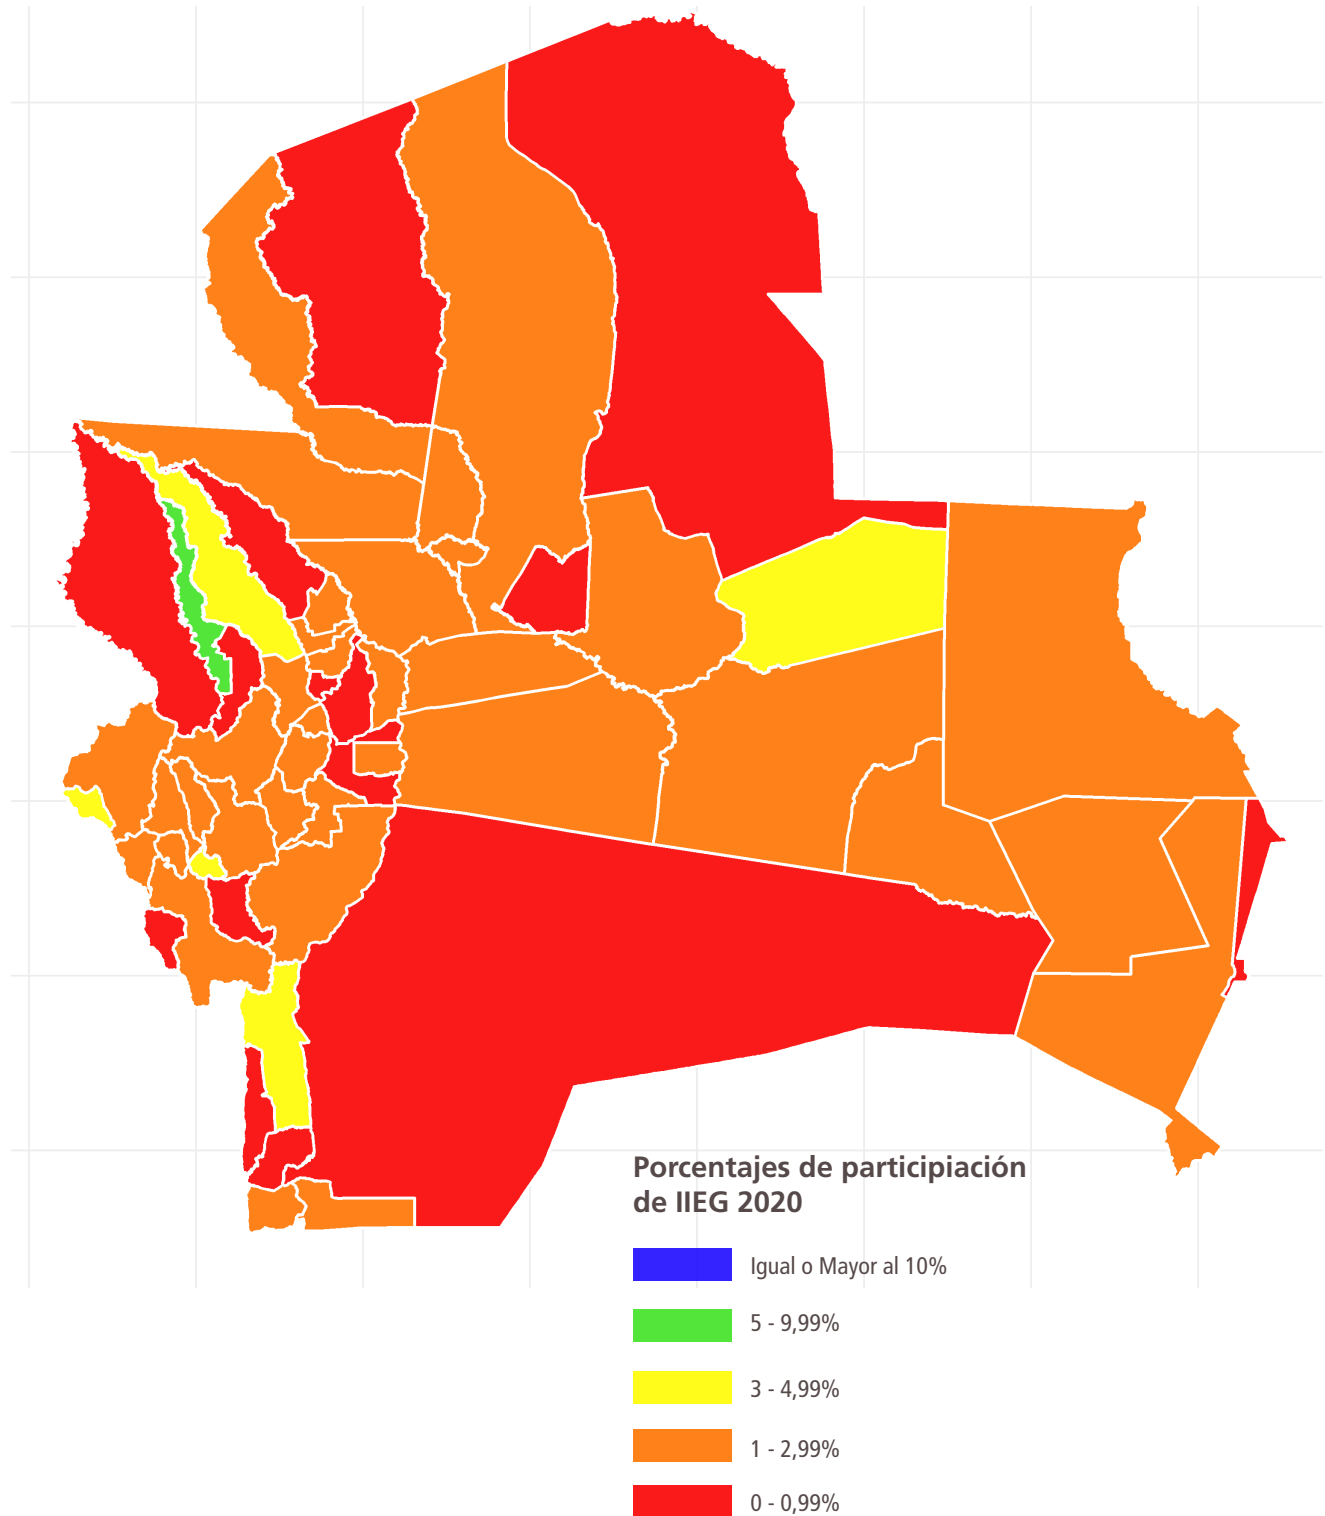 Porcentajes de participiación
de IIEG 2020
Igual o Mayor al 10%
5 - 9,99%
3 - 4,99%
1 - 2,99%
0 - 0,99%